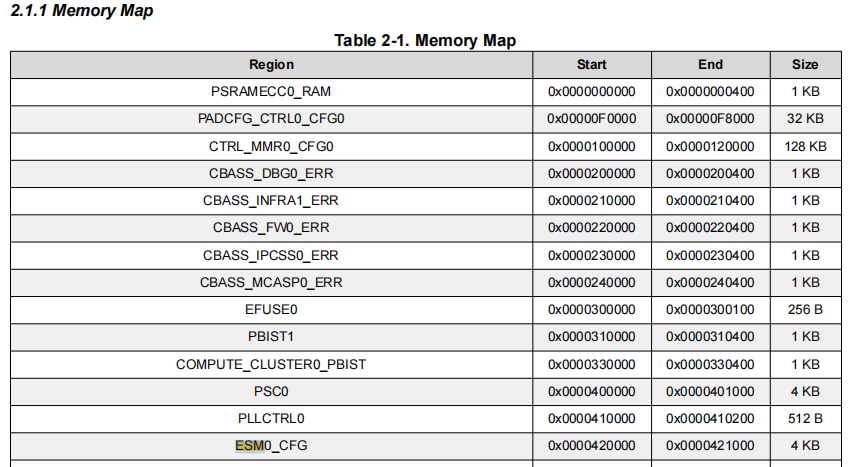 2.1.1 Memory Map
Table 2-1. Memory Map
Region Start End Size
PSRAMECC0_RAM 0x0000000000 0x0000000400 1 KB
PADCFG_CTRL0_CFG0 0x00000F0000 0x00000F8000 32 KB
CTRL_MMR0_CFG0 0x0000100000 0x0000120000 128 KB
CBASS_DBG0_ERR 0x0000200000 0x0000200400 1 KB
CBASS_INFRA1_ERR 0x0000210000 0x0000210400 1 KB
CBASS_FW0_ERR 0x0000220000 0x0000220400 1 KB
CBASS_IPCSS0_ERR 0x0000230000 0x0000230400 1 KB
CBASS_MCASP0_ERR 0x0000240000 0x0000240400 1 KB
EFUSE0 0x0000300000 0x0000300100 256 B
PBIST1 0x0000310000 0x0000310400 1 KB
COMPUTE_CLUSTER0_PBIST 0x0000330000 0x0000330400 1 KB
PSC0 0x0000400000 0x0000401000 4 KB
PLLCTRL0 0x0000410000 0x0000410200 512 B
ESM0_CFG 0x0000420000 0x0000421000 4 KB